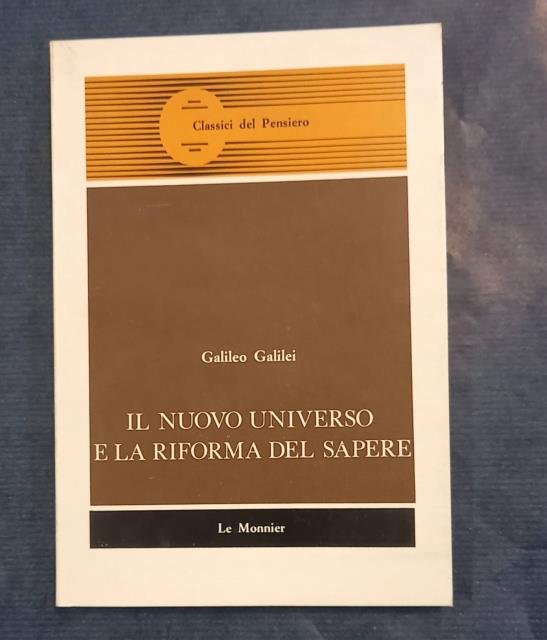 Classici del Pensiero
Galileo Galilei
IL NUOVO UNIVERSO
E LA RIFORMA DEL SAPERE
Le Monnier